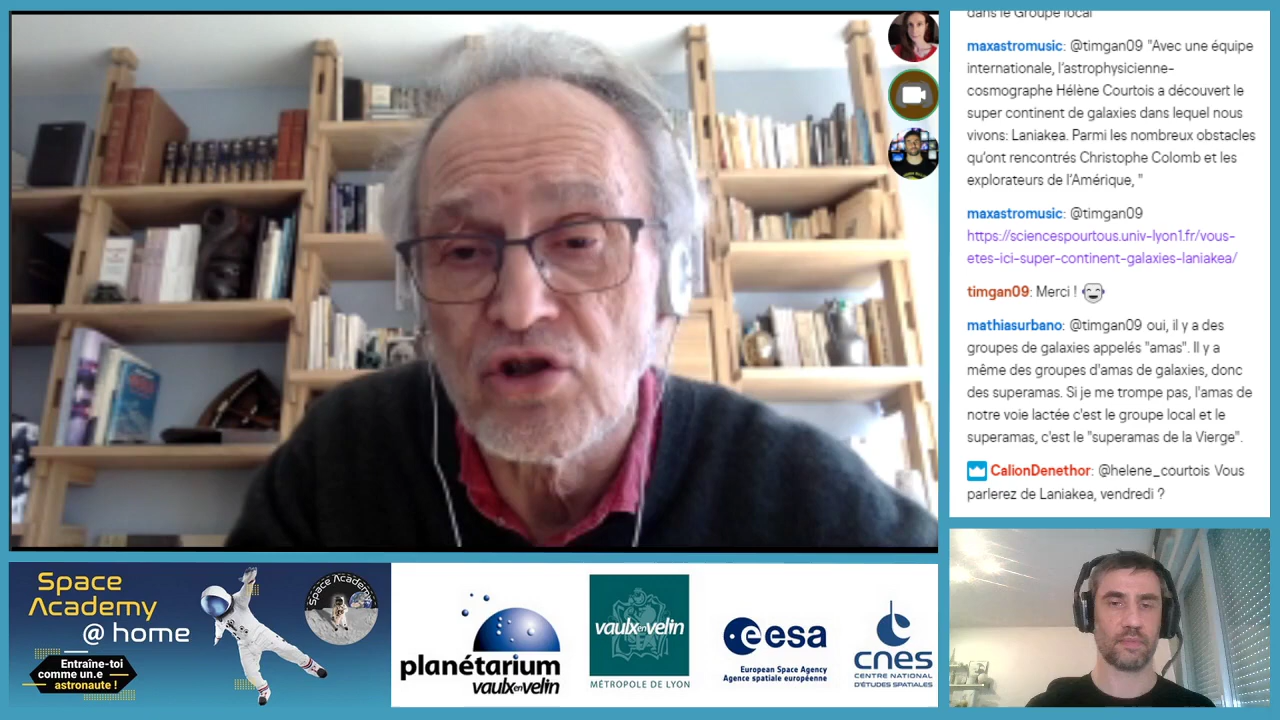 dans le Groupe local
maxastromusic: @timgan09 "Avec une équipe
internationale, l'astrophysicienne-
cosmographe Hélène Courtois a découvert le
super continent de galaxies dans lequel nous
vivons: Laniakea. Parmi les nombreux obstacles
qu'ont rencontrés Christophe Colomb et les
explorateurs de l'Amérique, "
maxastromusic: @timgan09
https://sciencespourtous.univ-lyon1.fr/vous-
etes-ici-super-continent-galaxies-laniakea/
timgan09: Merci !
mathiasurbano: @timgan09 oui, il y a des
groupes de galaxies appelés "amas". Il y a
même des groupes d'amas de galaxies, donc
des superamas. Si je me trompe pas, l'amas de
notre voie lactée c'est le groupe local et le
superamas, c'est le "superamas de la Vierge".
CalionDenethor: @helene_courtois Vous
parlerez de Laniakea, vendredi ?
Space
Academy
@ home
Entraîne-toi
comme un.e
astronaute !
Space Academy
planétarium
vaulx en velin
vaulx en velin
MÉTROPOLE DE LYON
esa
European Space Agency
Agence spatiale européenne
cnes
CENTRE NATIONAL
D'ÉTUDES SPATIALES